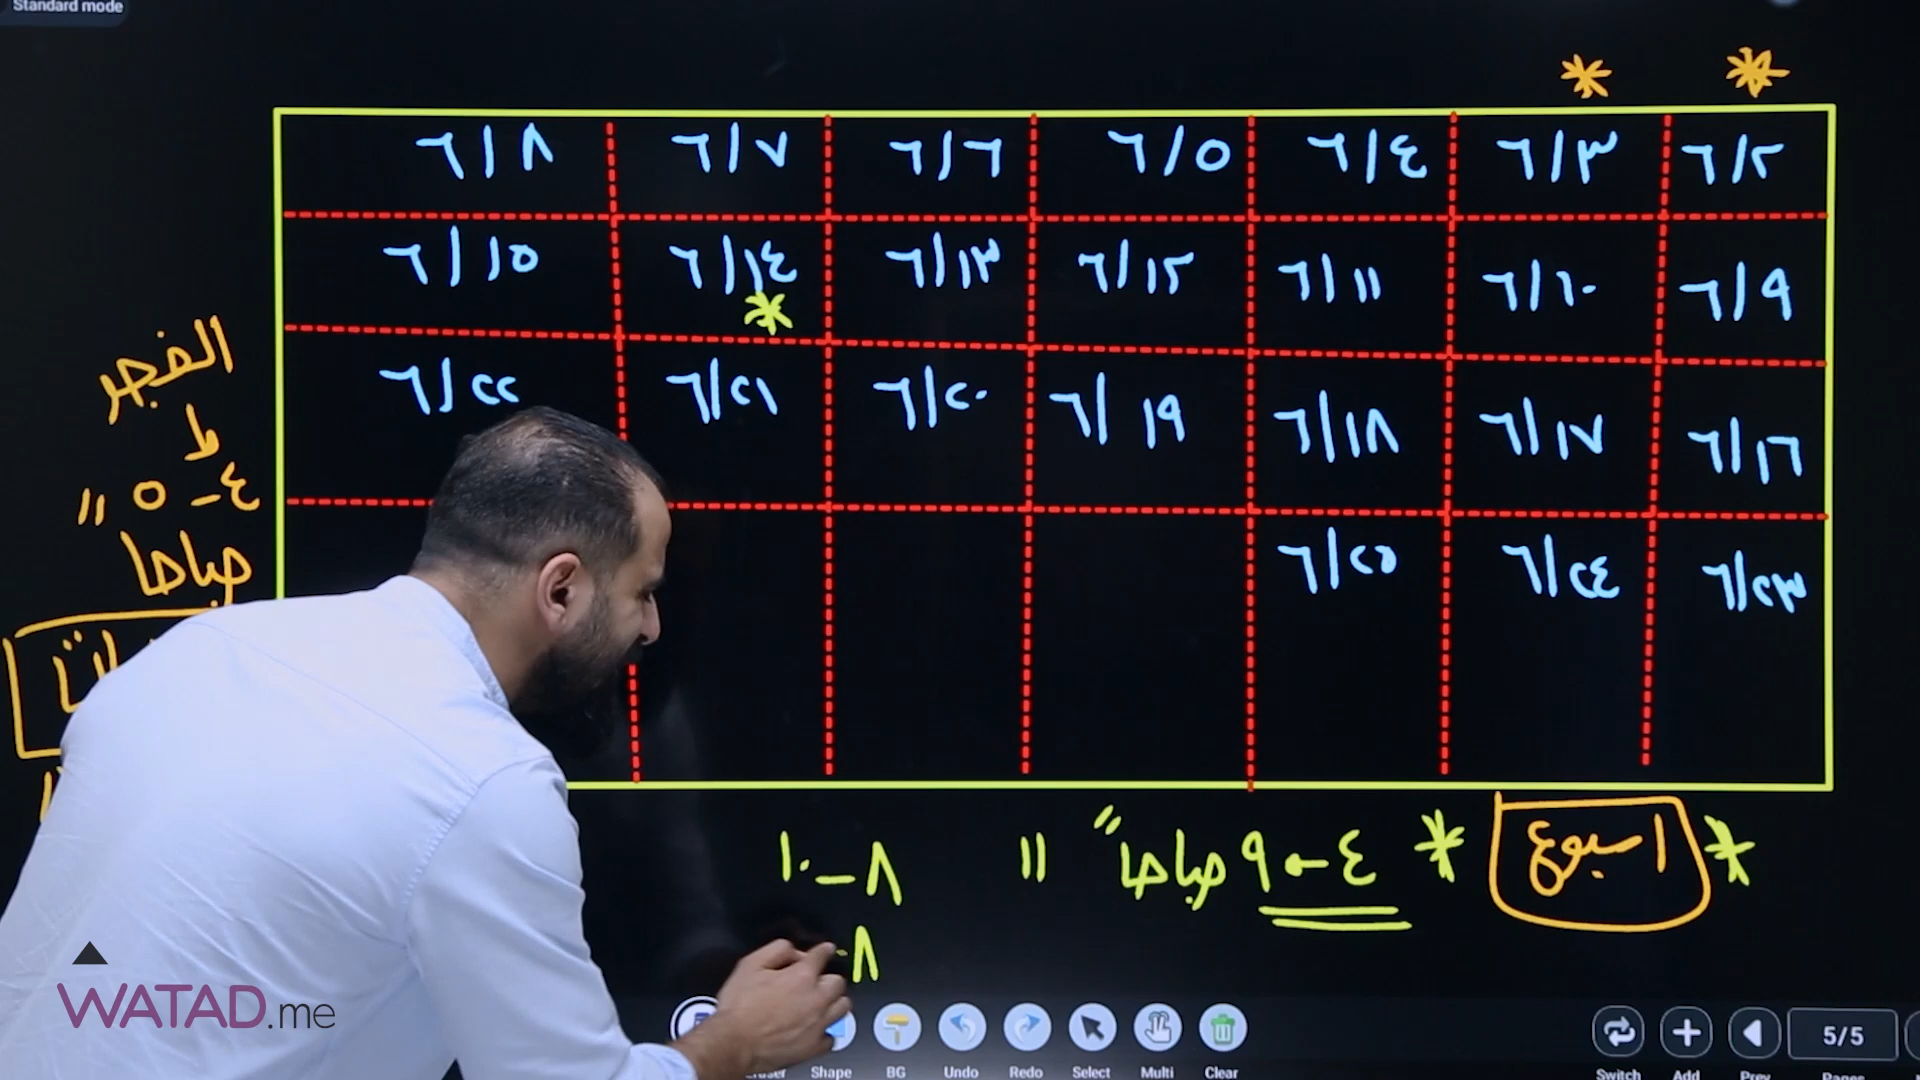 Standard mode
* *
٦/٢ ٦/٣ ٦/٤ ٦/٥ ٦/٦ ٦/٧ ٦/٨
٦/٩ ٦/١٠ ٦/١١ ٦/١٢ ٦/١٣ ٦/١٤ ٦/١٥
*
٦/١٦ ٦/١٧ ٦/١٨ ٦/١٩ ٦/٢٠ ٦/٢١ ٦/٢٢
٦/٢٣ ٦/٢٤ ٦/٢٥
الفجر
٤ - ٥ "
صباحا
* اسبوع * ٤ - ٩ صباحا " "
٨ - ١٠
٨ -
WATAD.me
Shape BG Undo Redo Select Multi Clear
5/5
Switch Add Prev Pages